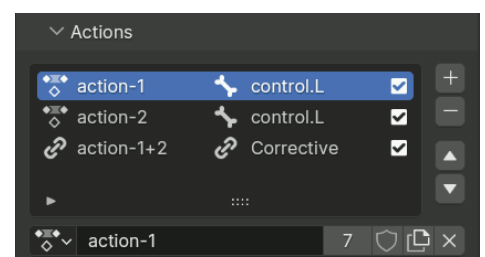 Actions
action-1 control.L
action-2 control.L
action-1+2 Corrective
action-1 7